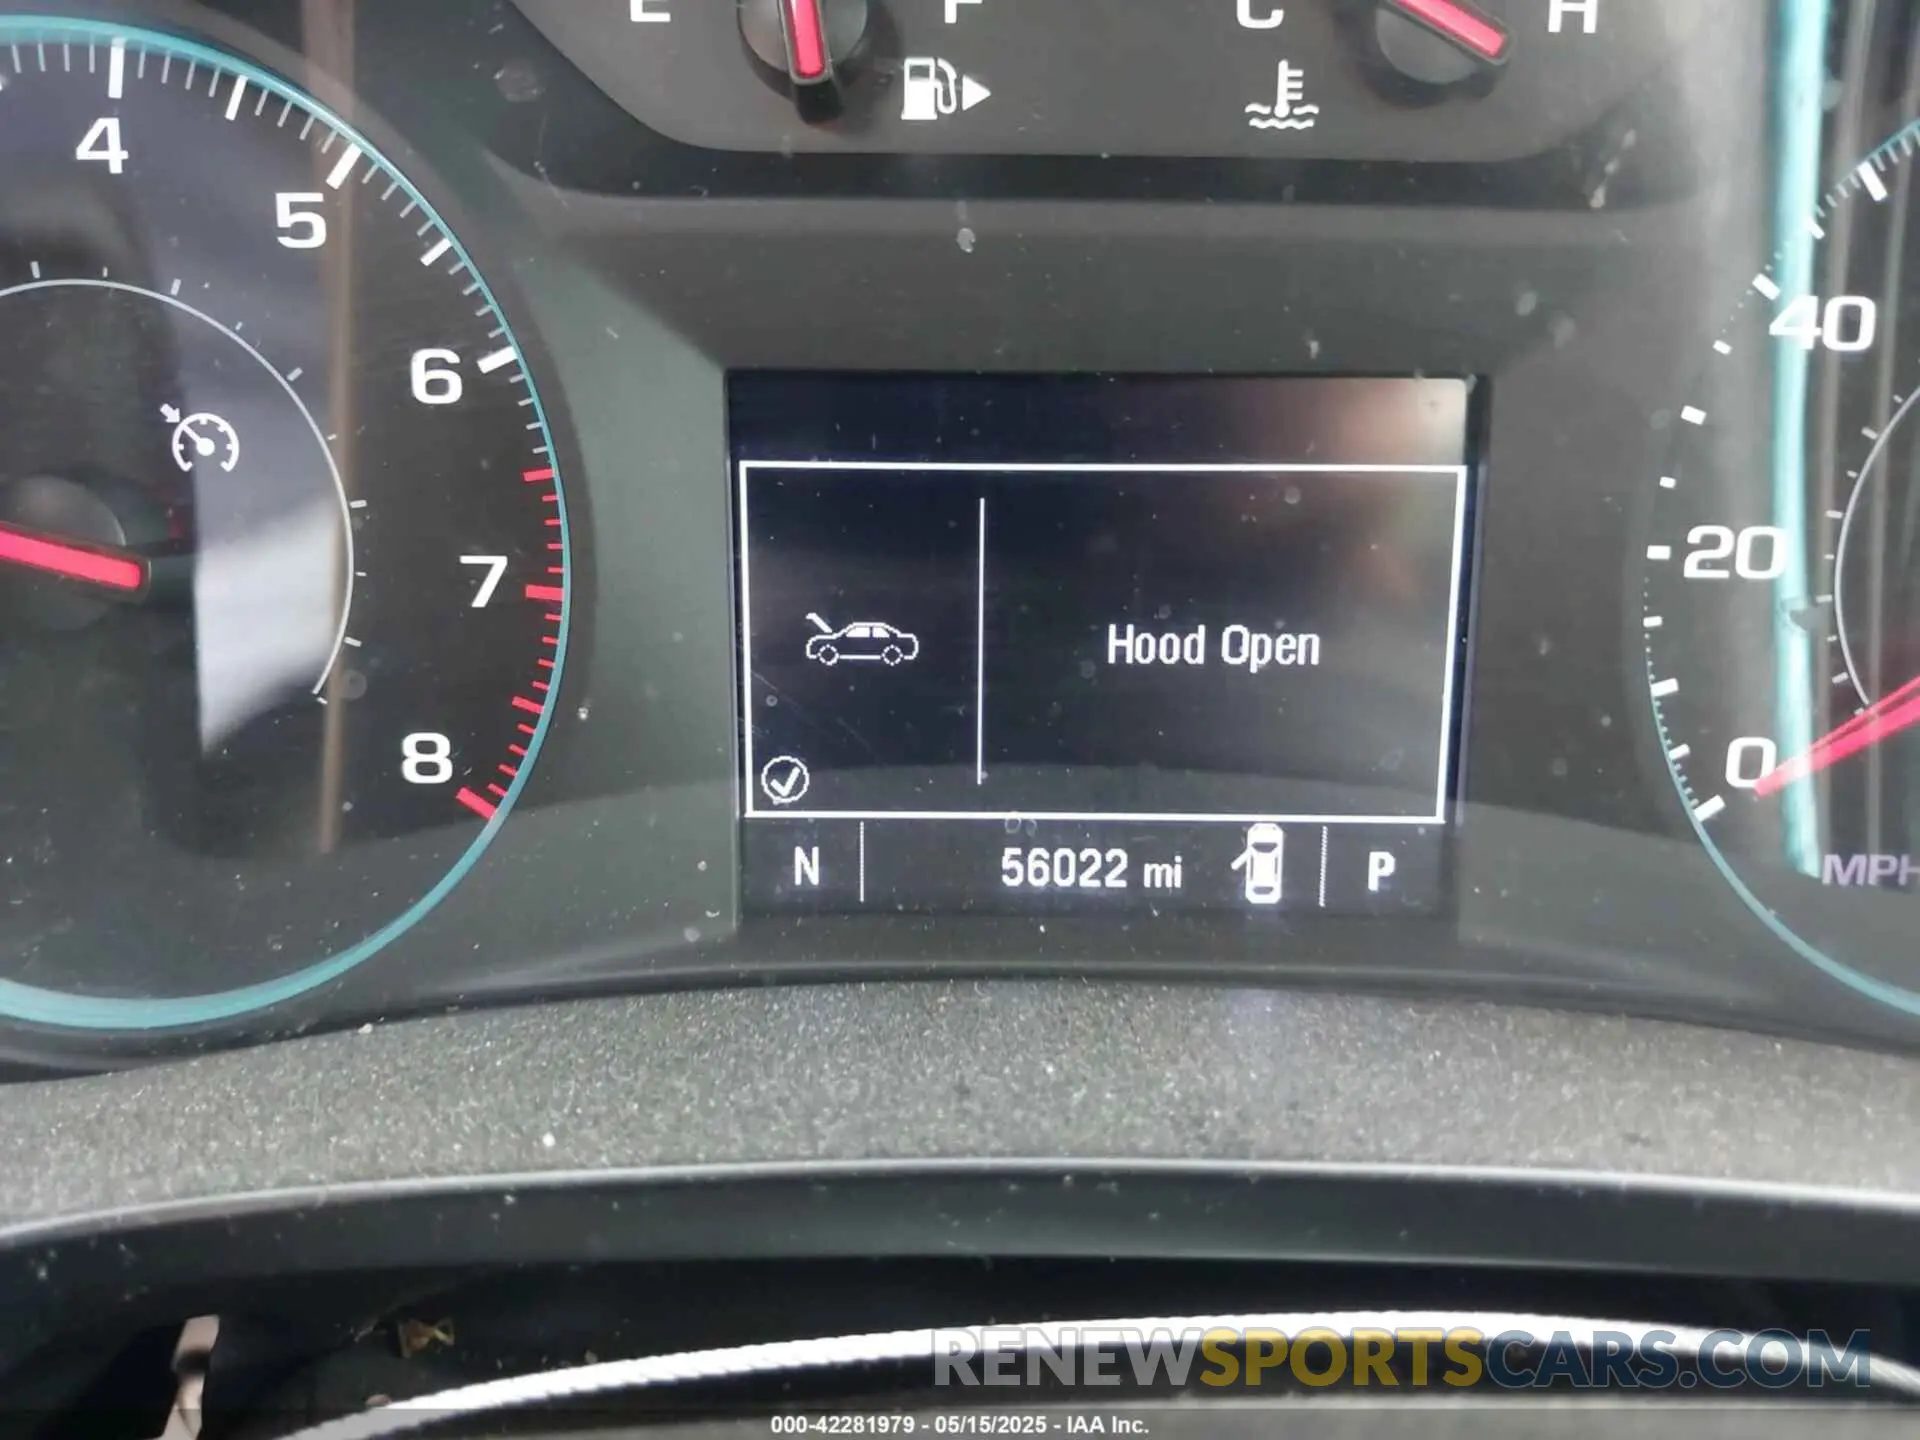 E F C H
4
5
6
7
8
40
20
0
MPH
Hood Open
N 56022 mi P
RENEWSPORTSCARS.COM
000-42281979 - 05/15/2025 - IAA Inc.